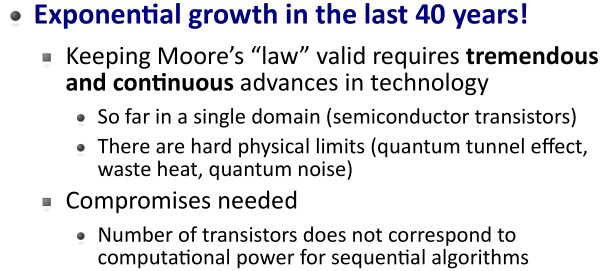 Exponential growth in the last 40 years!
Keeping Moore's “law” valid requires tremendous
and continuous advances in technology
So far in a single domain (semiconductor transistors)
There are hard physical limits (quantum tunnel effect,
waste heat, quantum noise)
Compromises needed
Number of transistors does not correspond to
computational power for sequential algorithms